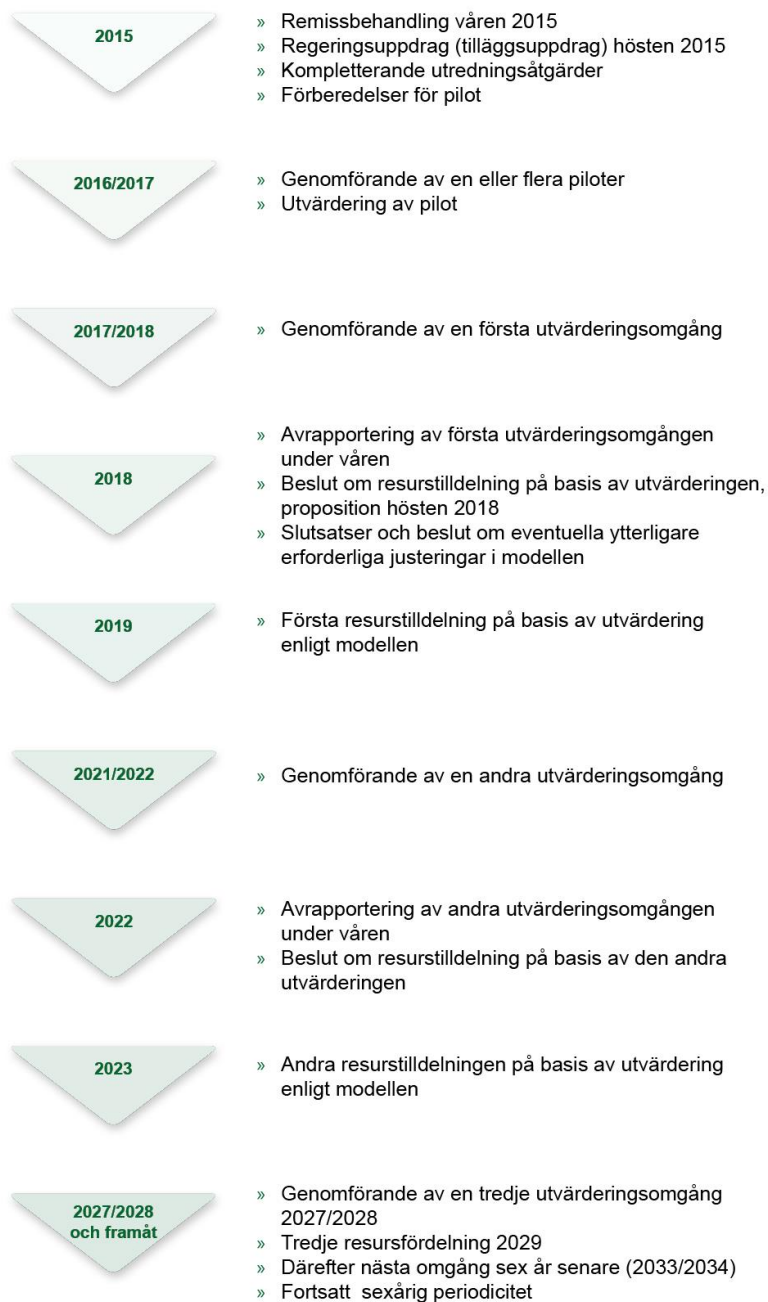 2015
» Remissbehandling våren 2015
» Regeringsuppdrag (tilläggsuppdrag) hösten 2015
» Kompletterande utredningsåtgärder
» Förberedelser för pilot
2016/2017
» Genomförande av en eller flera piloter
» Utvärdering av pilot
2017/2018
» Genomförande av en första utvärderingsomgång
2018
» Avrapportering av första utvärderingsomgången
under våren
» Beslut om resurstilldelning på basis av utvärderingen,
proposition hösten 2018
» Slutsatser och beslut om eventuella ytterligare
erforderliga justeringar i modellen
2019
» Första resurstilldelning på basis av utvärdering
enligt modellen
2021/2022
» Genomförande av en andra utvärderingsomgång
2022
» Avrapportering av andra utvärderingsomgången
under våren
» Beslut om resurstilldelning på basis av den andra
utvärderingen
2023
» Andra resurstilldelningen på basis av utvärdering
enligt modellen
2027/2028
och framåt
» Genomförande av en tredje utvärderingsomgång
2027/2028
» Tredje resursfördelning 2029
» Därefter nästa omgång sex år senare (2033/2034)
» Fortsatt sexårig periodicitet